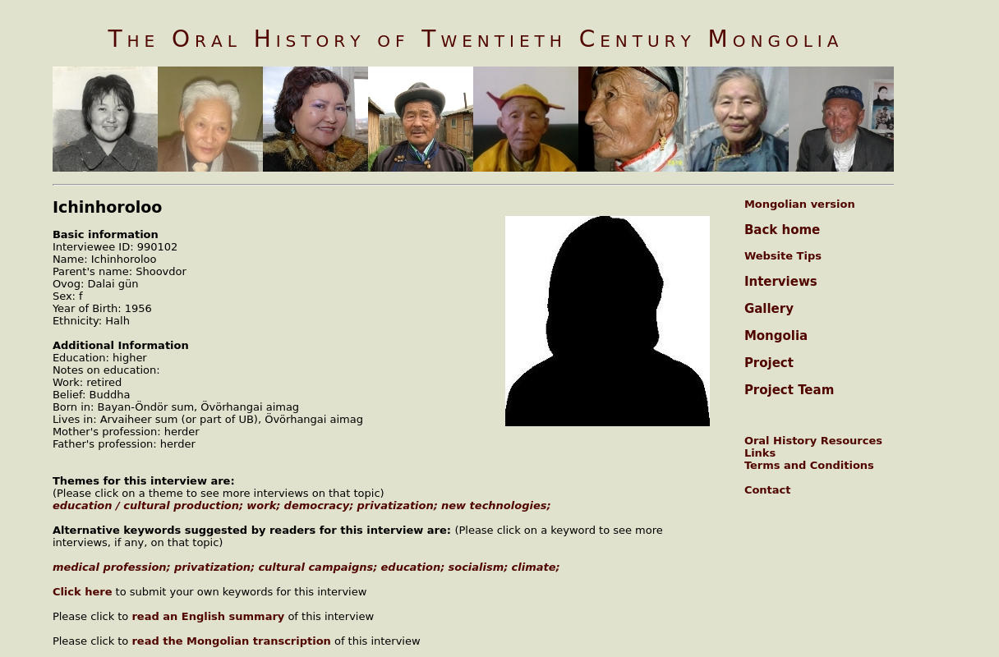 The Oral History of Twentieth Century Mongolia
Ichinhoroloo
Basic information
Interviewee ID: 990102
Name: Ichinhoroloo
Parent's name: Shoovdor
Ovog: Dalai gün
Sex: f
Year of Birth: 1956
Ethnicity: Halh
Additional Information
Education: higher
Notes on education:
Work: retired
Belief: Buddha
Born in: Bayan-Öndör sum, Övörhangai aimag
Lives in: Arvaiheer sum (or part of UB), Övörhangai aimag
Mother's profession: herder
Father's profession: herder
Themes for this interview are:
(Please click on a theme to see more interviews on that topic)
education / cultural production; work; democracy; privatization; new technologies;
Alternative keywords suggested by readers for this interview are: (Please click on a keyword to see more
interviews, if any, on that topic)
medical profession; privatization; cultural campaigns; education; socialism; climate;
Click here to submit your own keywords for this interview
Please click to read an English summary of this interview
Please click to read the Mongolian transcription of this interview
Mongolian version
Back home
Website Tips
Interviews
Gallery
Mongolia
Project
Project Team
Oral History Resources
Links
Terms and Conditions
Contact